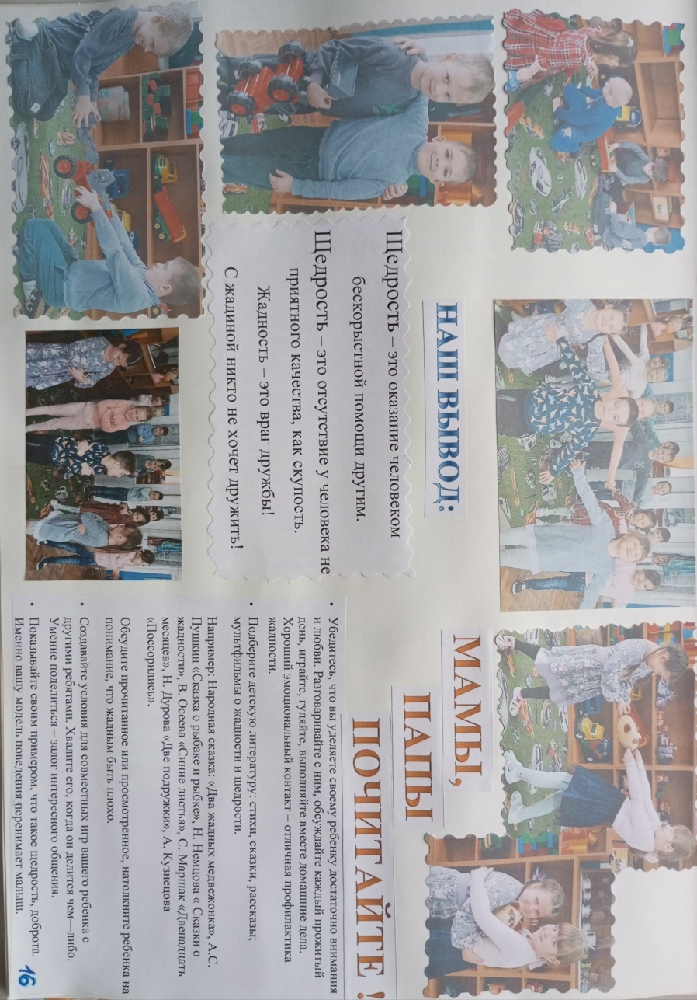 НАШ ВЫВОД:
Щедрость – это оказание человеком
бескорыстной помощи другим.
Щедрость – это отсутствие у человека не
приятного качества, как скупость.
Жадность – это враг дружбы!
С жадиной никто не хочет дружить!
МАМЫ,
ПАПЫ
ПОЧИТАЙТЕ !
• Убедитесь, что вы уделяете своему ребенку достаточно внимания
и любви. Разговаривайте с ним, обсуждайте каждый прожитый
день, играйте, гуляйте, выполняйте вместе домашние дела.
Хороший эмоциональный контакт – отличная профилактика
жадности.
• Подберите детскую литературу: стихи, сказки, рассказы;
мультфильмы о жадности и щедрости.
Например: Народная сказка: «Два жадных медвежонка», А.С.
Пушкин «Сказка о рыбаке и рыбке», Н. Немцова « Сказки о
жадности», В. Осеева «Синие листья», С. Маршак «Двенадцать
месяцев», Н. Дурова «Две подружки», А. Кузнецова
«Поссорились».
Обсудите прочитанное или просмотренное, натолкните ребенка на
понимание, что жадным быть плохо.
• Создавайте условия для совместных игр вашего ребенка с
другими ребятами. Хвалите его, когда он делится чем—либо.
Умение поделиться – залог интересного общения.
• Показывайте своим примером, что такое щедрость, доброта.
Именно вашу модель поведения перенимает малыш.
16